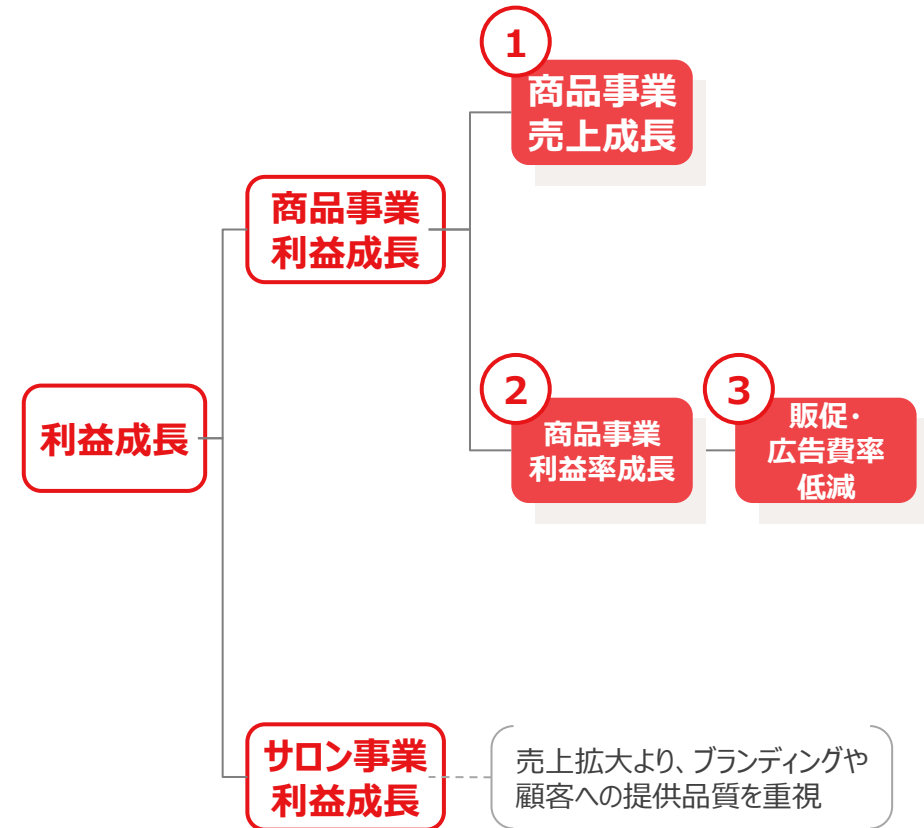 1
商品事業
売上成長
商品事業
利益成長
2
商品事業
利益率成長
3
販促・
広告費率
低減
利益成長
サロン事業
利益成長
売上拡大より、ブランディングや
顧客への提供品質を重視